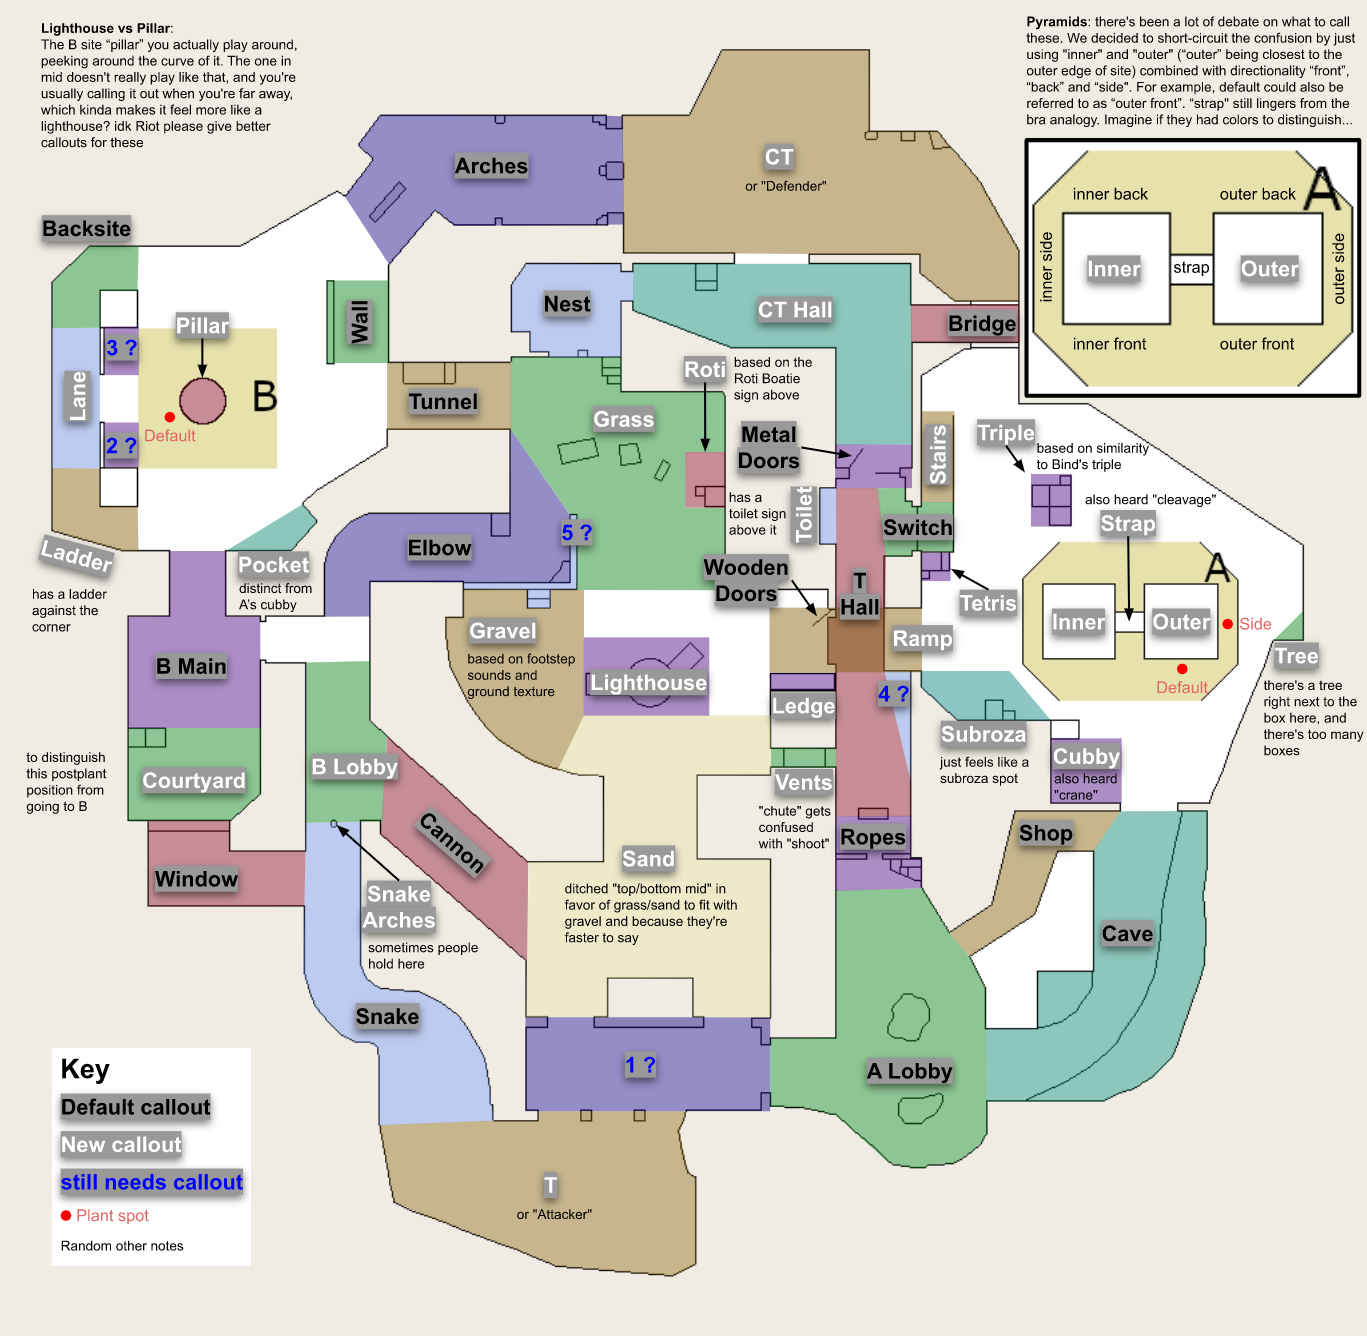 Lighthouse vs Pillar:
The B site “pillar” you actually play around,
peeking around the curve of it. The one in
mid doesn't really play like that, and you're
usually calling it out when you're far away,
which kinda makes it feel more like a
lighthouse? idk Riot please give better
callouts for these
Pyramids: there's been a lot of debate on what to call
these. We decided to short-circuit the confusion by just
using "inner" and "outer" (“outer” being closest to the
outer edge of site) combined with directionality “front”,
“back” and “side". For example, default could also be
referred to as “outer front”. “strap" still lingers from the
bra analogy. Imagine if they had colors to distinguish...
A
inner back
outer back
inner side
Inner
strap
Outer
outer side
inner front
outer front
Arches
CT
or "Defender"
Backsite
Nest
CT Hall
Bridge
Wall
Pillar
3 ?
Lane
B
2 ?
Default
Tunnel
Grass
Roti
based on the
Roti Boatie
sign above
Metal
Doors
Stairs
Triple
based on similarity
to Bind's triple
also heard "cleavage"
Strap
has a
toilet sign
above it
Toilet
Switch
5 ?
Elbow
Ladder
has a ladder
against the
corner
Pocket
distinct from
A's cubby
Wooden
Doors
T
Hall
Tetris
A
Inner
Outer
Side
Default
Ramp
Tree
there's a tree
right next to the
box here, and
there's too many
boxes
Gravel
based on footstep
sounds and
ground texture
Lighthouse
B Main
Ledge
4 ?
Subroza
just feels like a
subroza spot
Cubby
also heard
"crane"
to distinguish
this postplant
position from
going to B
Courtyard
B Lobby
Vents
"chute" gets
confused
with "shoot"
Ropes
Shop
Cannon
Sand
ditched "top/bottom mid" in
favor of grass/sand to fit with
gravel and because they're
faster to say
Window
Snake
Arches
sometimes people
hold here
Cave
Snake
1 ?
A Lobby
T
or "Attacker"
Key
Default callout
New callout
still needs callout
Plant spot
Random other notes